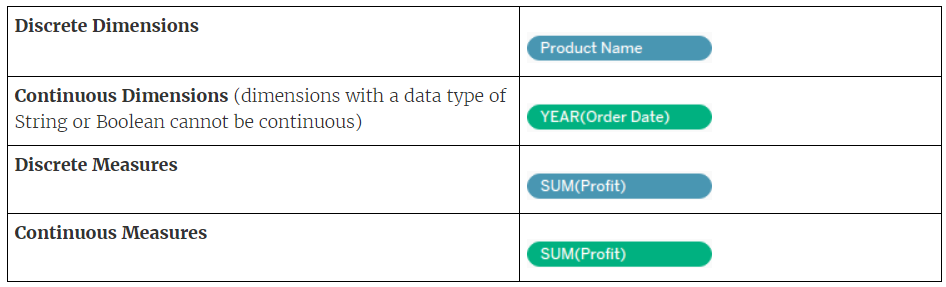 Discrete Dimensions
Product Name
Continuous Dimensions (dimensions with a data type of
String or Boolean cannot be continuous)
YEAR(Order Date)
Discrete Measures
SUM(Profit)
Continuous Measures
SUM(Profit)